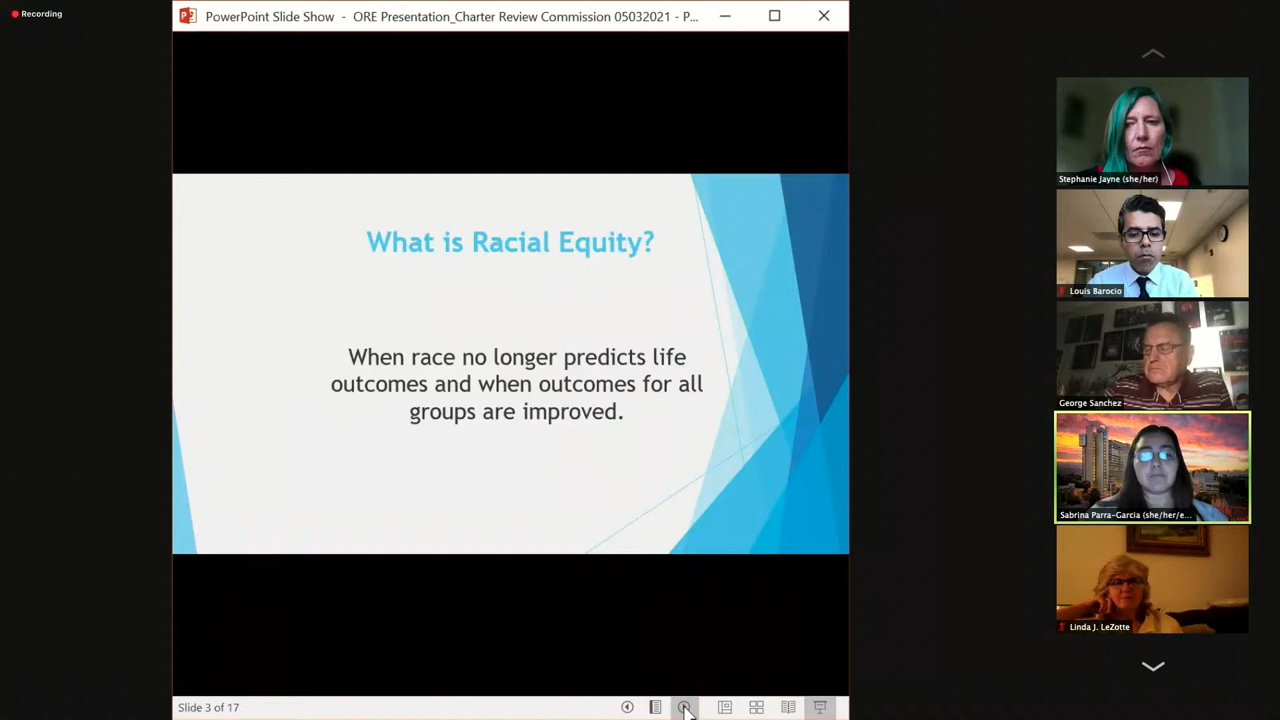 Recording
PowerPoint Slide Show - ORE Presentation_Charter Review Commission 05032021 - P...
What is Racial Equity?
When race no longer predicts life
outcomes and when outcomes for all
groups are improved.
Slide 3 of 17
Stephanie Jayne (she/her)
Louis Barocio
George Sanchez
Sabrina Parra-Garcia (she/her/e...
Linda J. LeZotte